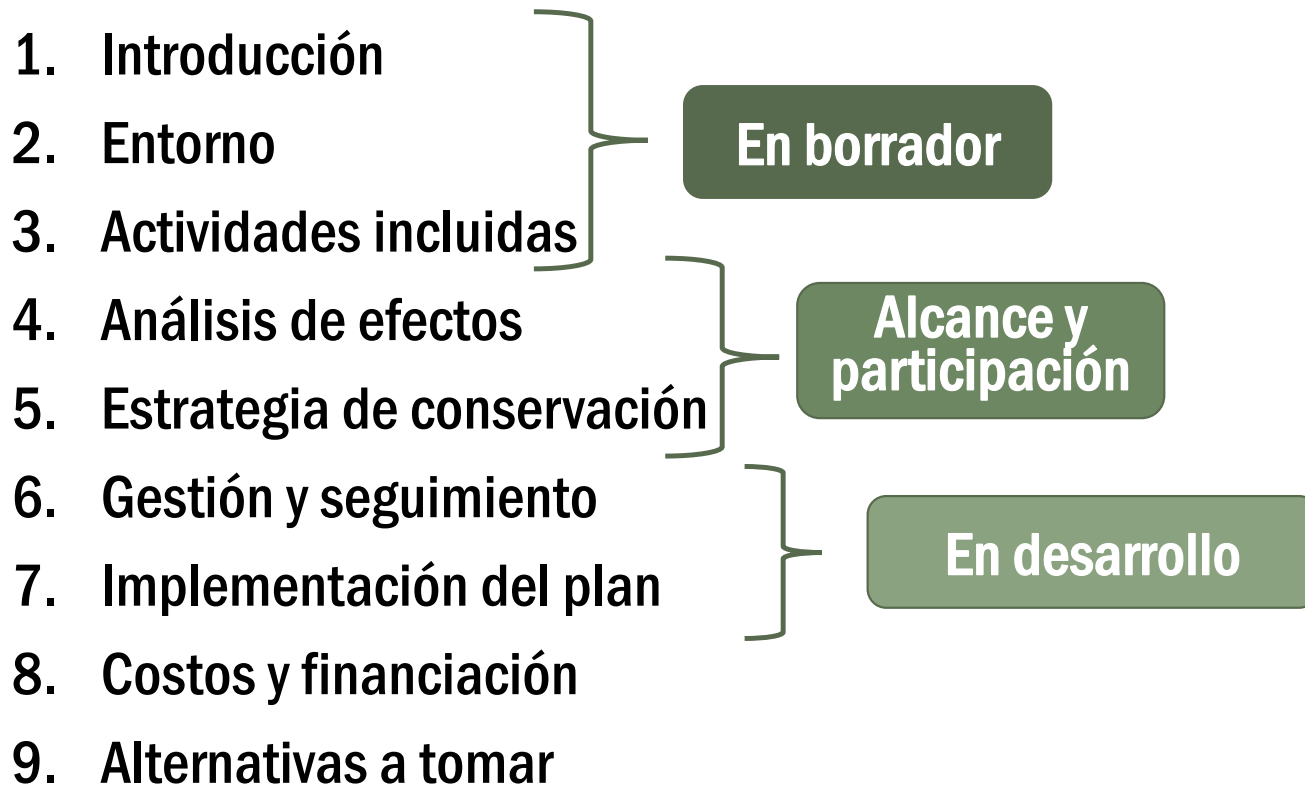 1. Introducción
2. Entorno
3. Actividades incluidas
En borrador
4. Análisis de efectos
5. Estrategia de conservación
Alcance y
participación
6. Gestión y seguimiento
7. Implementación del plan
En desarrollo
8. Costos y financiación
9. Alternativas a tomar